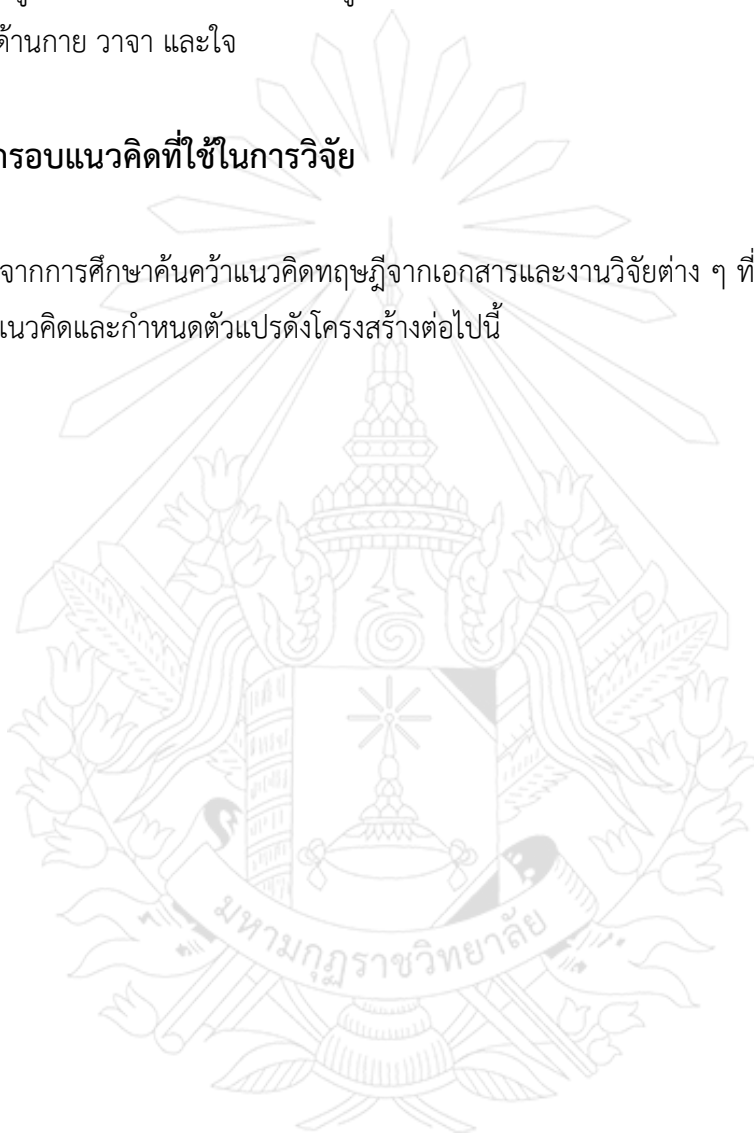 ด้านกาย วาจา และใจ
กรอบแนวคิดที่ใช้ในการวิจัย
จากการศึกษาค้นคว้าแนวคิดทฤษฎีจากเอกสารและงานวิจัยต่าง ๆ ที่
แนวคิดและกำหนดตัวแปรดังโครงสร้างต่อไปนี้
มหามกุฏราชวิทยาลัย